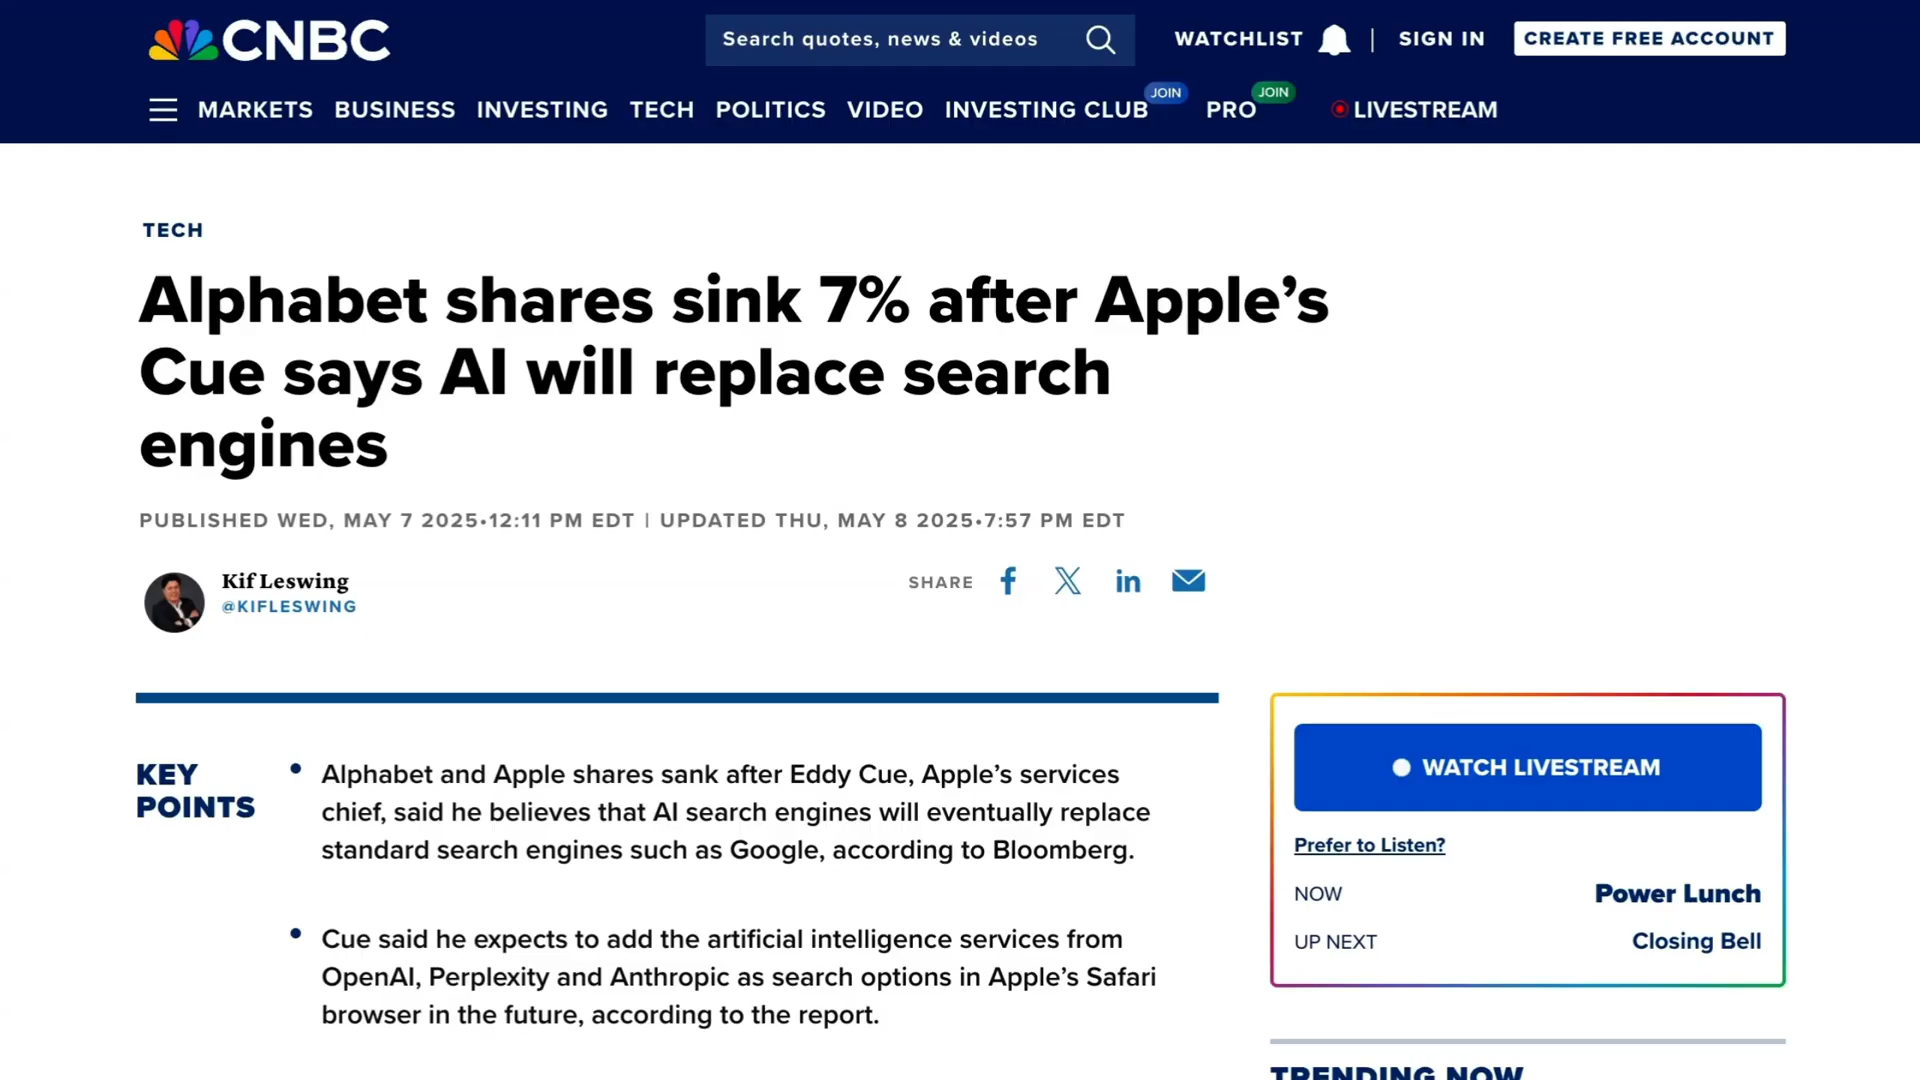 CNBC
Search quotes, news & videos
WATCHLIST
SIGN IN
CREATE FREE ACCOUNT
MARKETS BUSINESS INVESTING TECH POLITICS VIDEO INVESTING CLUB JOIN PRO JOIN LIVESTREAM
TECH
Alphabet shares sink 7% after Apple’s
Cue says AI will replace search
engines
PUBLISHED WED, MAY 7 2025•12:11 PM EDT | UPDATED THU, MAY 8 2025•7:57 PM EDT
Kif Leswing
@KIFLESWING
SHARE
KEY
POINTS
Alphabet and Apple shares sank after Eddy Cue, Apple’s services
chief, said he believes that AI search engines will eventually replace
standard search engines such as Google, according to Bloomberg.
Cue said he expects to add the artificial intelligence services from
OpenAI, Perplexity and Anthropic as search options in Apple’s Safari
browser in the future, according to the report.
WATCH LIVESTREAM
Prefer to Listen?
NOW Power Lunch
UP NEXT Closing Bell
TRENDING NOW